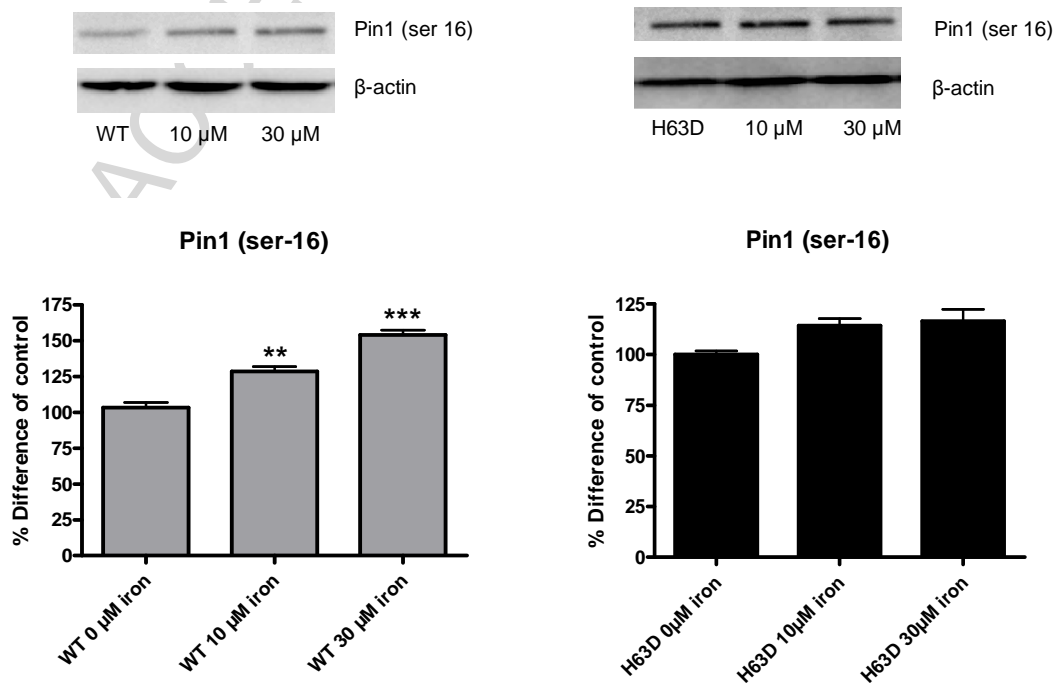 Pin1 (ser 16)
β-actin
WT 10 µM 30 µM
Pin1 (ser 16)
β-actin
H63D 10 µM 30 µM
Pin1 (ser-16)
% Difference of control
175
150
125
100
75
50
25
0
**
***
WT 0 µM iron
WT 10 µM iron
WT 30 µM iron
Pin1 (ser-16)
% Difference of control
125
100
75
50
25
0
H63D 0µM iron
H63D 10µM iron
H63D 30µM iron